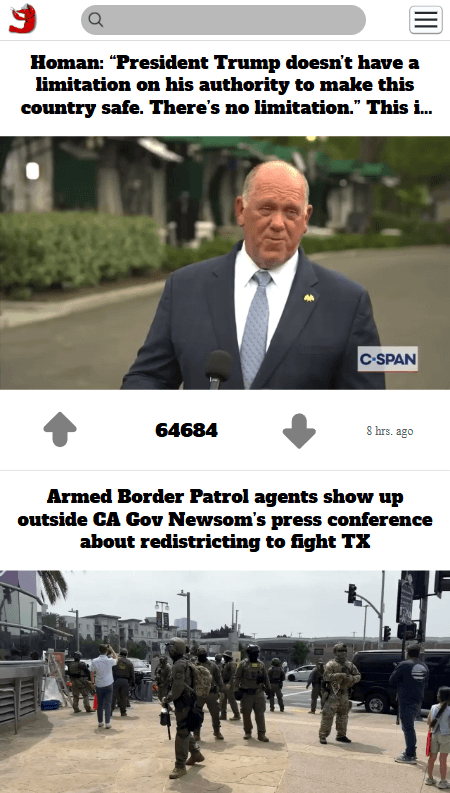 Homan: “President Trump doesn't have a
limitation on his authority to make this
country safe. There's no limitation.” This i...
C-SPAN
64684
8 hrs. ago
Armed Border Patrol agents show up
outside CA Gov Newsom's press conference
about redistricting to fight TX